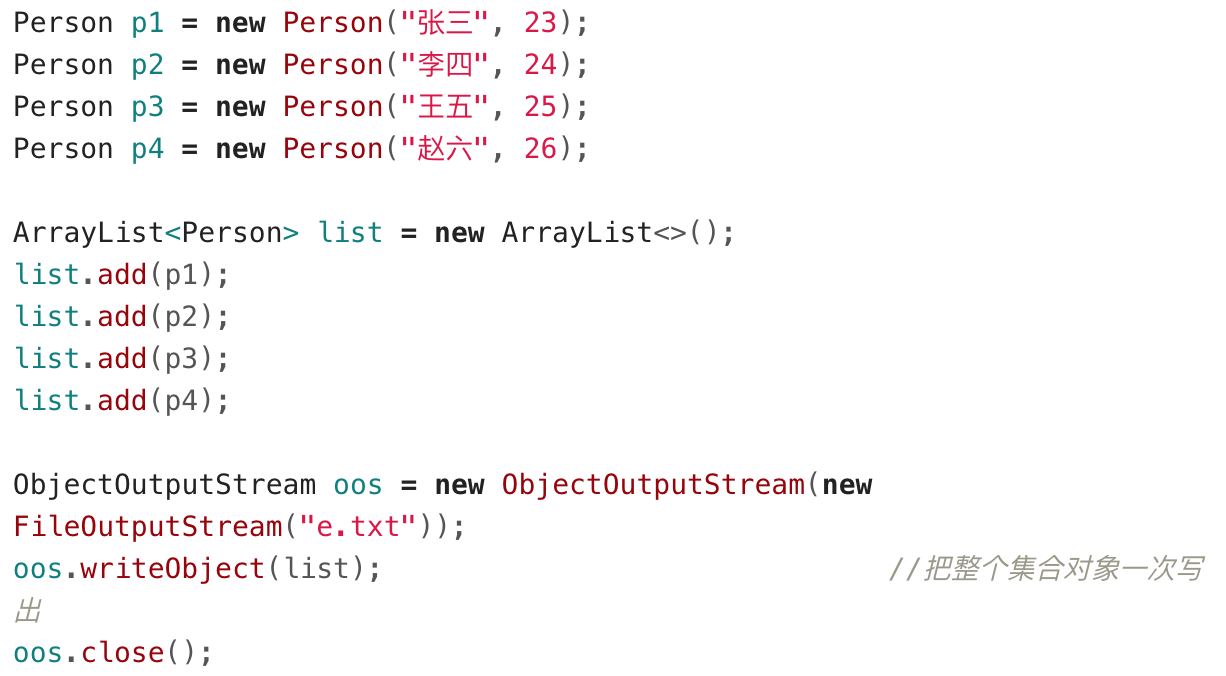 Person p1 = new Person("张三", 23);
Person p2 = new Person("李四", 24);
Person p3 = new Person("王五", 25);
Person p4 = new Person("赵六", 26);
ArrayList<Person> list = new ArrayList<>();
list.add(p1);
list.add(p2);
list.add(p3);
list.add(p4);
ObjectOutputStream oos = new ObjectOutputStream(new
FileOutputStream("e.txt"));
oos.writeObject(list); //把整个集合对象一次写
出
oos.close();